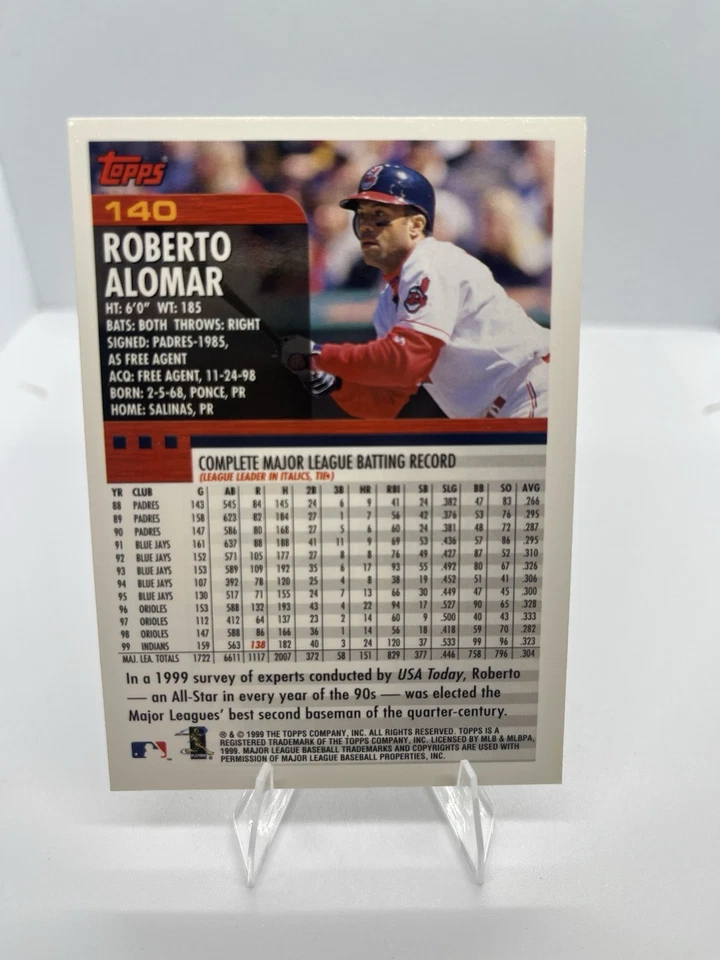 Topps
140
ROBERTO
ALOMAR
HT: 6'0" WT: 185
BATS: BOTH THROWS: RIGHT
SIGNED: PADRES-1985,
AS FREE AGENT
ACQ: FREE AGENT, 11-24-98
BORN: 2-5-68, PONCE, PR
HOME: SALINAS, PR
COMPLETE MAJOR LEAGUE BATTING RECORD
(LEAGUE LEADER IN ITALICS, TIE♦)
YR CLUB G AB R H 2B 3B HR RBI SB SLG BB SO AVG
88 PADRES 143 545 84 145 24 6 9 41 24 .382 47 83 .266
89 PADRES 158 623 82 184 27 1 7 56 42 .376 53 76 .295
90 PADRES 147 586 80 168 27 5 6 60 24 .381 48 72 .287
91 BLUE JAYS 161 637 88 188 41 11 9 69 53 .436 57 86 .295
92 BLUE JAYS 152 571 105 177 27 8 8 76 49 .427 87 52 .310
93 BLUE JAYS 153 589 109 192 35 6 17 93 55 .492 80 67 .326
94 BLUE JAYS 107 392 78 120 25 4 8 38 19 .452 51 41 .306
95 BLUE JAYS 130 517 71 155 24 7 13 66 30 .449 47 45 .300
96 ORIOLES 153 588 132 193 43 4 22 94 17 .527 90 65 .328
97 ORIOLES 112 412 64 137 23 2 14 60 9 .500 40 43 .333
98 ORIOLES 147 588 86 166 36 1 14 56 18 .418 59 70 .282
99 INDIANS 159 563 138 182 40 3 24 120 37 .533 99 96 .323
MAJ. LEA. TOTALS 1722 6611 1117 2007 372 58 151 829 377 .446 758 796 .304
In a 1999 survey of experts conducted by USA Today, Roberto
— an All-Star in every year of the 90s — was elected the
Major Leagues' best second baseman of the quarter-century.
® & © 1999 THE TOPPS COMPANY, INC. ALL RIGHTS RESERVED. TOPPS IS A
REGISTERED TRADEMARK OF THE TOPPS COMPANY, INC. LICENSED BY MLB & MLBPA,
1999. MAJOR LEAGUE BASEBALL TRADEMARKS AND COPYRIGHTS ARE USED WITH
PERMISSION OF MAJOR LEAGUE BASEBALL PROPERTIES, INC.